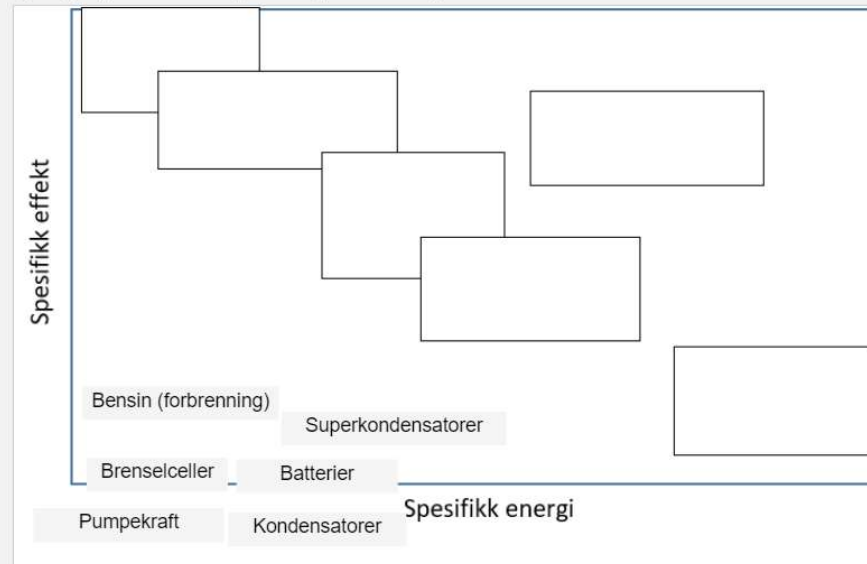 Spesifikk effekt
Bensin (forbrenning)
Superkondensatorer
Brenselceller
Batterier
Spesifikk energi
Pumpekraft
Kondensatorer